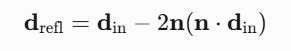 𝐝_refl = 𝐝_in − 2𝐧(𝐧 · 𝐝_in)